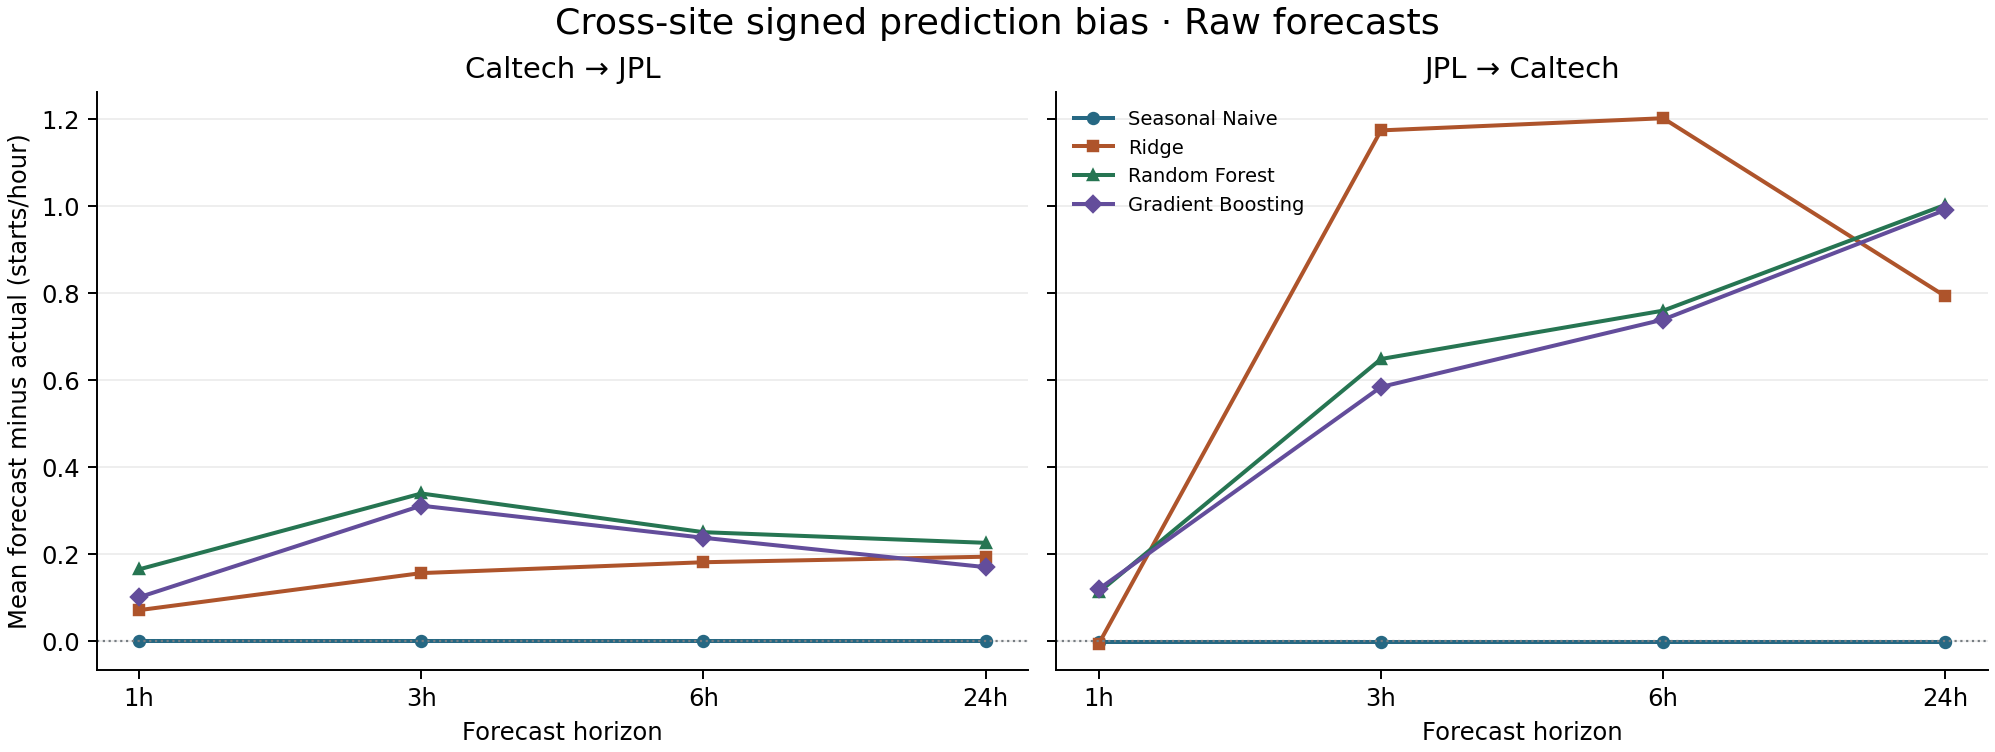 Cross-site signed prediction bias · Raw forecasts
Caltech → JPL
Mean forecast minus actual (starts/hour)
1.2
1.0
0.8
0.6
0.4
0.2
0.0
1h
3h
6h
24h
Forecast horizon
JPL → Caltech
Seasonal Naive
Ridge
Random Forest
Gradient Boosting
1h
3h
6h
24h
Forecast horizon